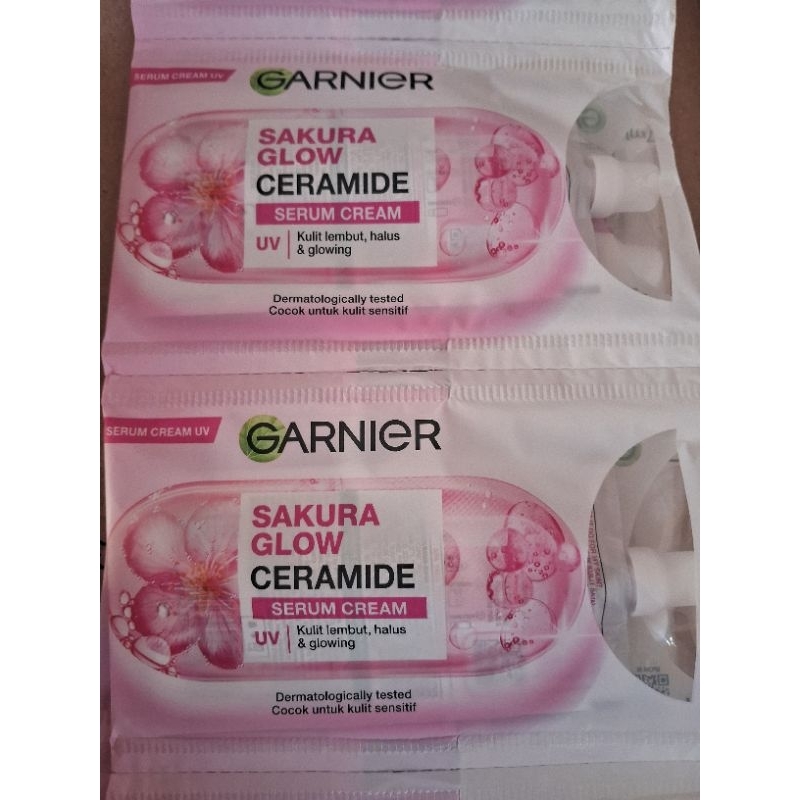 SERUM CREAM UV
GARNIER
SAKURA
GLOW
CERAMIDE
SERUM CREAM
UV
Kulit lembut, halus
& glowing
Dermatologically tested
Cocok untuk kulit sensitif
SERUM CREAM UV
GARNIER
SAKURA
GLOW
CERAMIDE
SERUM CREAM
UV
Kulit lembut, halus
& glowing
Dermatologically tested
Cocok untuk kulit sensitif